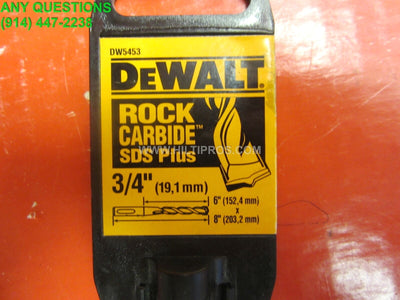 ANY QUESTIONS
(914) 447-2238
DW5453
DEWALT
ROCK
CARBIDE™
SDS Plus
WWW.HILTIPROS.COM
3/4" (19,1 mm)
6" (152,4 mm)
x
8" (203,2 mm)